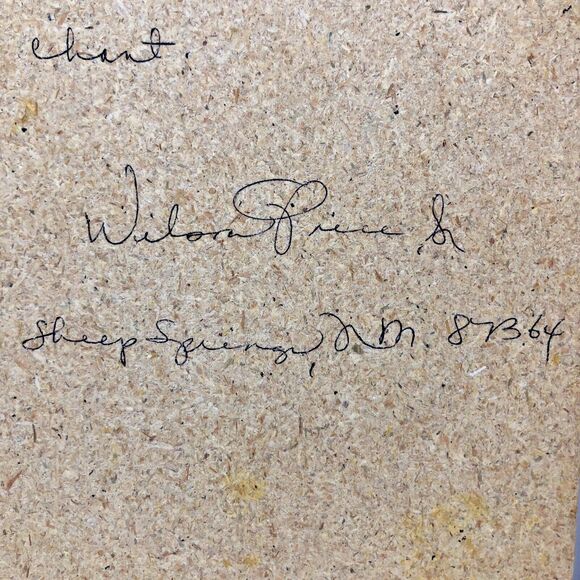 chant.
Wilson Price Sr
Sheep Springs, N.M. 87364